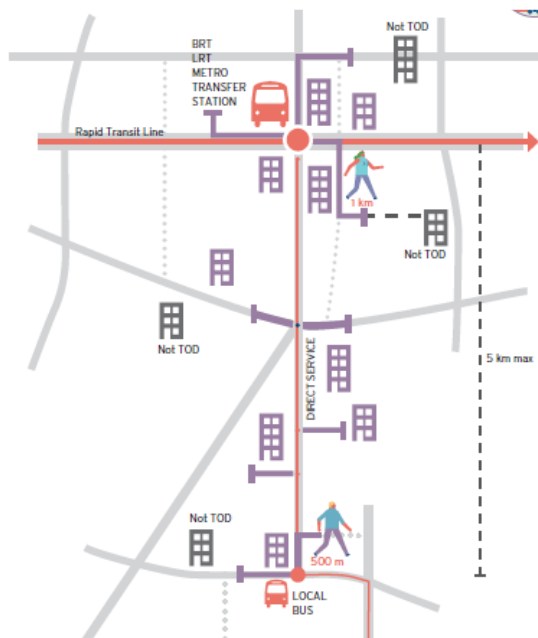 Not TOD
BRT
LRT
METRO
TRANSFER
STATION
Rapid Transit Line
1 km
Not TOD
Not TOD
5 km max
DIRECT SERVICE
Not TOD
500 m
LOCAL
BUS